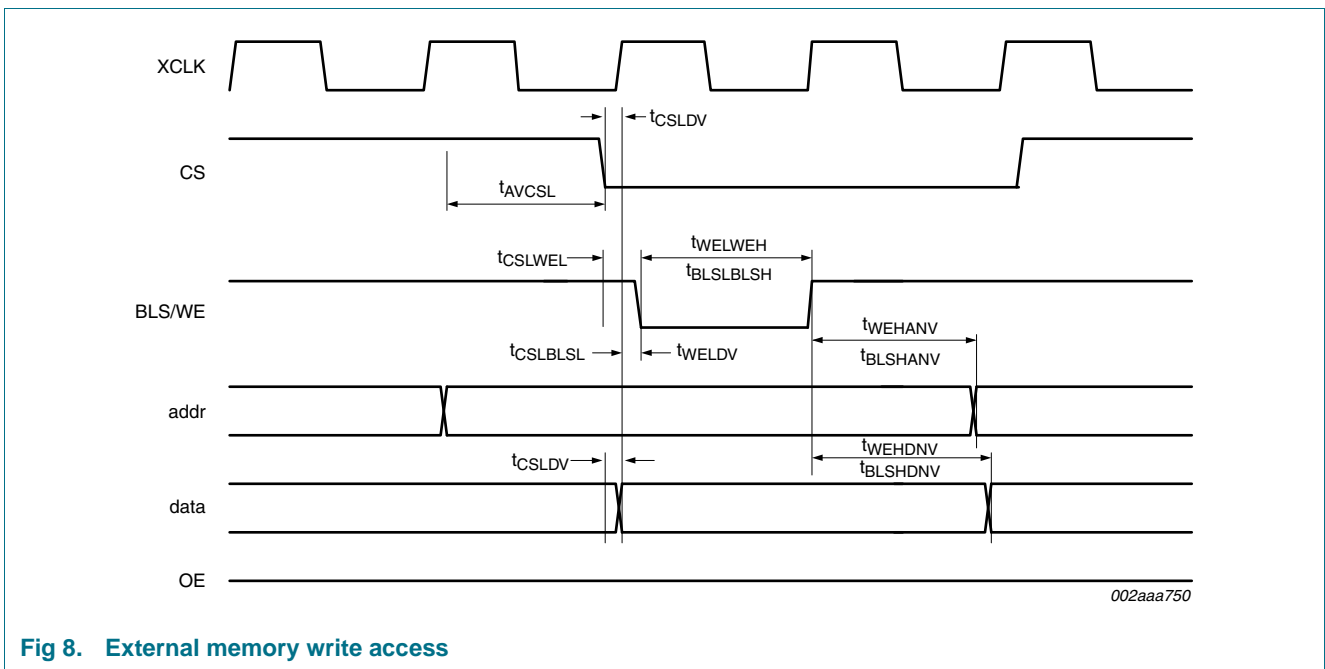 XCLK
tCSLDV
CS
tAVCSL
tCSLWEL
tWELWEH
tBLSLBLSH
BLS/WE
tWEHANV
tCSLBLSL
tWELDV
tBLSHANV
addr
tWEHDNV
tCSLDV
tBLSHDNV
data
OE
002aaa750
Fig 8. External memory write access